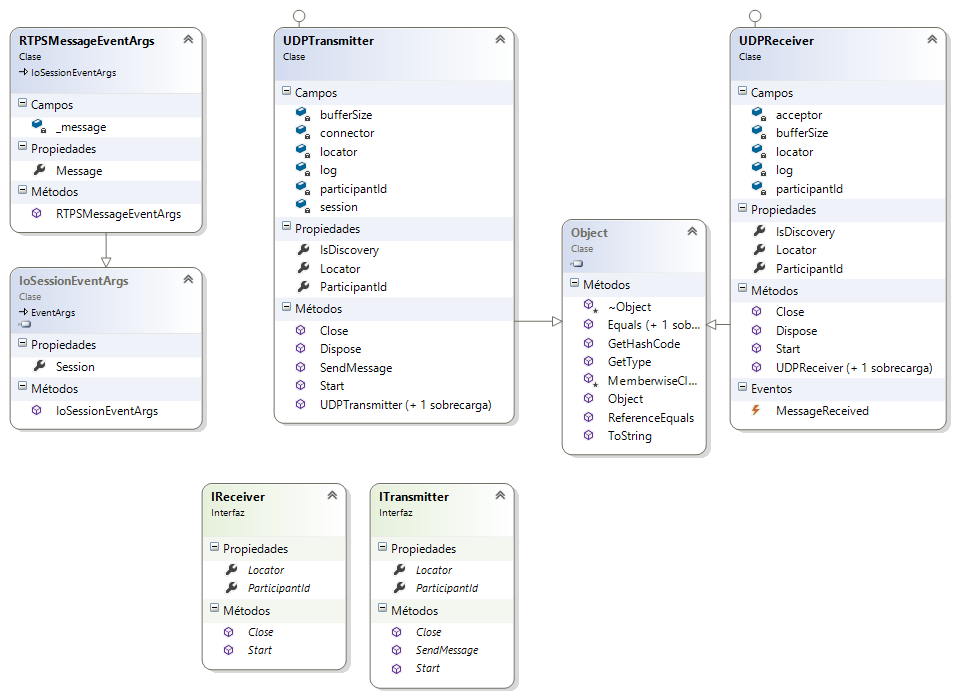 RTPSMessageEventArgs
Clase
IoSessionEventArgs
Campos
_message
Propiedades
Message
Métodos
RTPSMessageEventArgs
IoSessionEventArgs
Clase
EventArgs
Propiedades
Session
Métodos
IoSessionEventArgs
UDPTransmitter
Clase
Campos
bufferSize
connector
locator
log
participantId
session
Propiedades
IsDiscovery
Locator
ParticipantId
Métodos
Close
Dispose
SendMessage
Start
UDPTransmitter (+ 1 sobrecarga)
Object
Clase
Métodos
~Object
Equals (+ 1 sob...
GetHashCode
GetType
MemberwiseCl...
Object
ReferenceEquals
ToString
UDPReceiver
Clase
Campos
acceptor
bufferSize
locator
log
participantId
Propiedades
IsDiscovery
Locator
ParticipantId
Métodos
Close
Dispose
Start
UDPReceiver (+ 1 sobrecarga)
Eventos
MessageReceived
IReceiver
Interfaz
Propiedades
Locator
ParticipantId
Métodos
Close
Start
ITransmitter
Interfaz
Propiedades
Locator
ParticipantId
Métodos
Close
SendMessage
Start